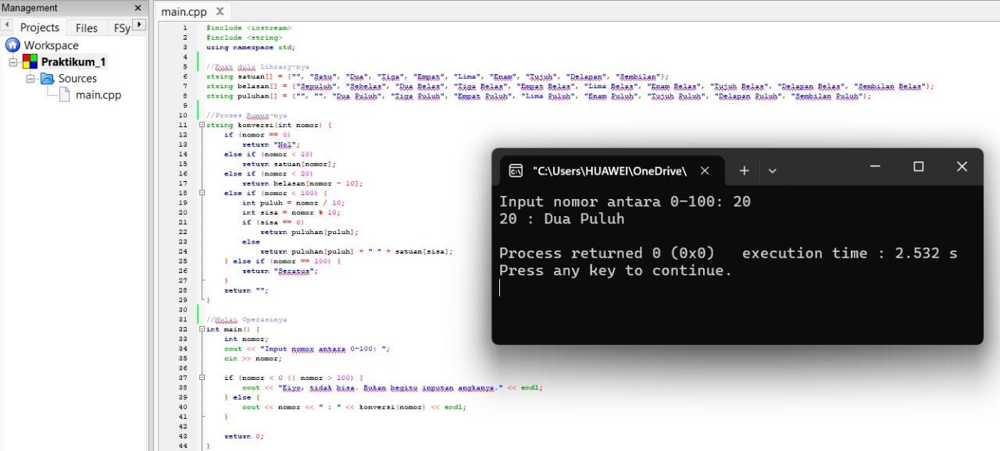 Management
Projects Files FSy
Workspace
Praktikum_1
Sources
main.cpp
main.cpp
1 #include <iostream>
2 #include <string>
3 using namespace std;
4
5 //Buat dulu library-nya
6 string satuan[] = {"", "Satu", "Dua", "Tiga", "Empat", "Lima", "Enam", "Tujuh", "Delapan", "Sembilan"};
7 string belasan[] = {"Sepuluh", "Sebelas", "Dua Belas", "Tiga Belas", "Empat Belas", "Lima Belas", "Enam Belas", "Tujuh Belas", "Delapan Belas", "Sembilan Belas"};
8 string puluhan[] = {"", "", "Dua Puluh", "Tiga Puluh", "Empat Puluh", "Lima Puluh", "Enam Puluh", "Tujuh Puluh", "Delapan Puluh", "Sembilan Puluh"};
9
10 //Proses Rumus-nya
11 string konversi(int nomor) {
12 if (nomor == 0)
13 return "Nol";
14 else if (nomor < 10)
15 return satuan[nomor];
16 else if (nomor < 20)
17 return belasan[nomor - 10];
18 else if (nomor < 100) {
19 int puluh = nomor / 10;
20 int sisa = nomor % 10;
21 if (sisa == 0)
22 return puluhan[puluh];
23 else
24 return puluhan[puluh] + " " + satuan[sisa];
25 } else if (nomor == 100) {
26 return "Seratus";
27 }
28 return "";
29 }
30
31 //Mulai Operasinya
32 int main() {
33 int nomor;
34 cout << "Input nomor antara 0-100: ";
35 cin >> nomor;
36
37 if (nomor < 0 || nomor > 100) {
38 cout << "Eiyo, tidak bisa. Bukan begitu inputan angkanya." << endl;
39 } else {
40 cout << nomor << " : " << konversi(nomor) << endl;
41 }
42
43 return 0;
44 }
"C:\Users\HUAWEI\OneDrive\
Input nomor antara 0-100: 20
20 : Dua Puluh
Process returned 0 (0x0) execution time : 2.532 s
Press any key to continue.